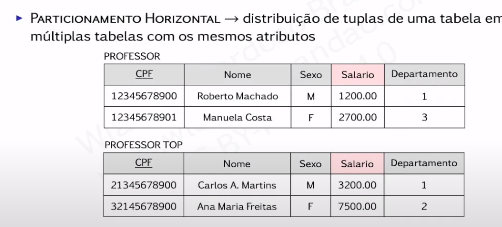 ▸ Particionamento Horizontal → distribuição de tuplas de uma tabela em
múltiplas tabelas com os mesmos atributos
PROFESSOR
CPF Nome Sexo Salario Departamento
12345678900 Roberto Machado M 1200.00 1
12345678901 Manuela Costa F 2700.00 3
PROFESSOR TOP
CPF Nome Sexo Salario Departamento
21345678900 Carlos A. Martins M 3200.00 1
32145678900 Ana Maria Freitas F 7500.00 2